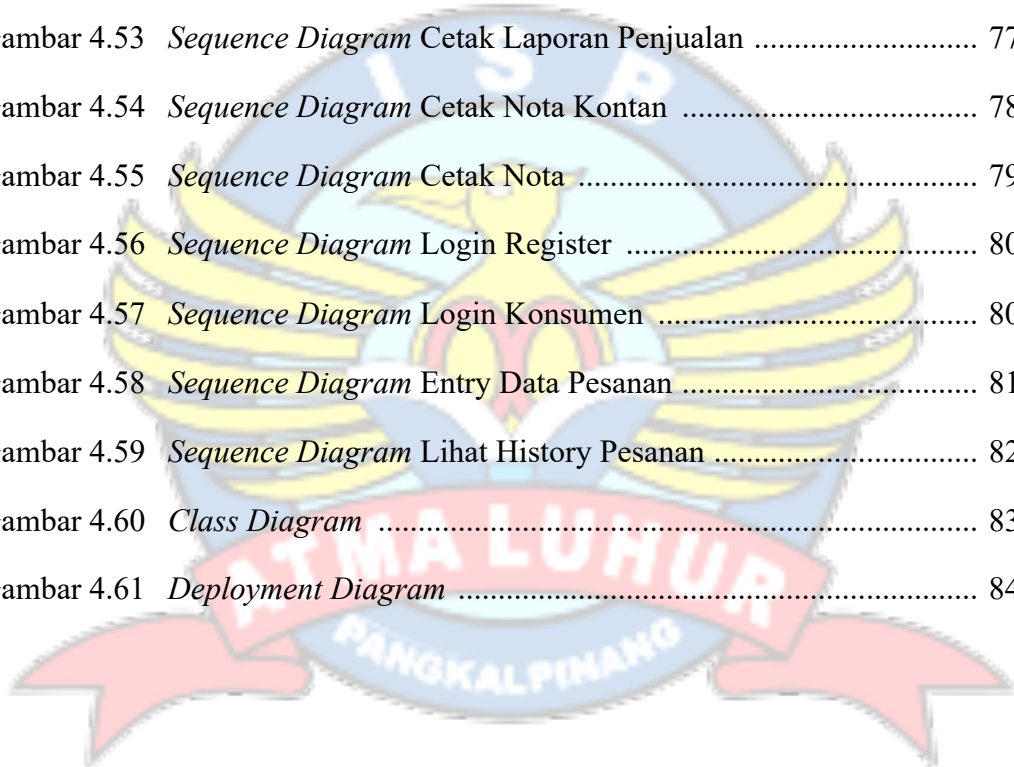 ambar 4.53 Sequence Diagram Cetak Laporan Penjualan ............................ 77
ambar 4.54 Sequence Diagram Cetak Nota Kontan ..................................... 78
ambar 4.55 Sequence Diagram Cetak Nota .................................................. 79
ambar 4.56 Sequence Diagram Login Register ............................................ 80
ambar 4.57 Sequence Diagram Login Konsumen ........................................ 80
ambar 4.58 Sequence Diagram Entry Data Pesanan ..................................... 81
ambar 4.59 Sequence Diagram Lihat History Pesanan ................................. 82
ambar 4.60 Class Diagram ........................................................................... 83
ambar 4.61 Deployment Diagram ................................................................. 84
I S B
ATMA LUHUR
PANGKALPINANG